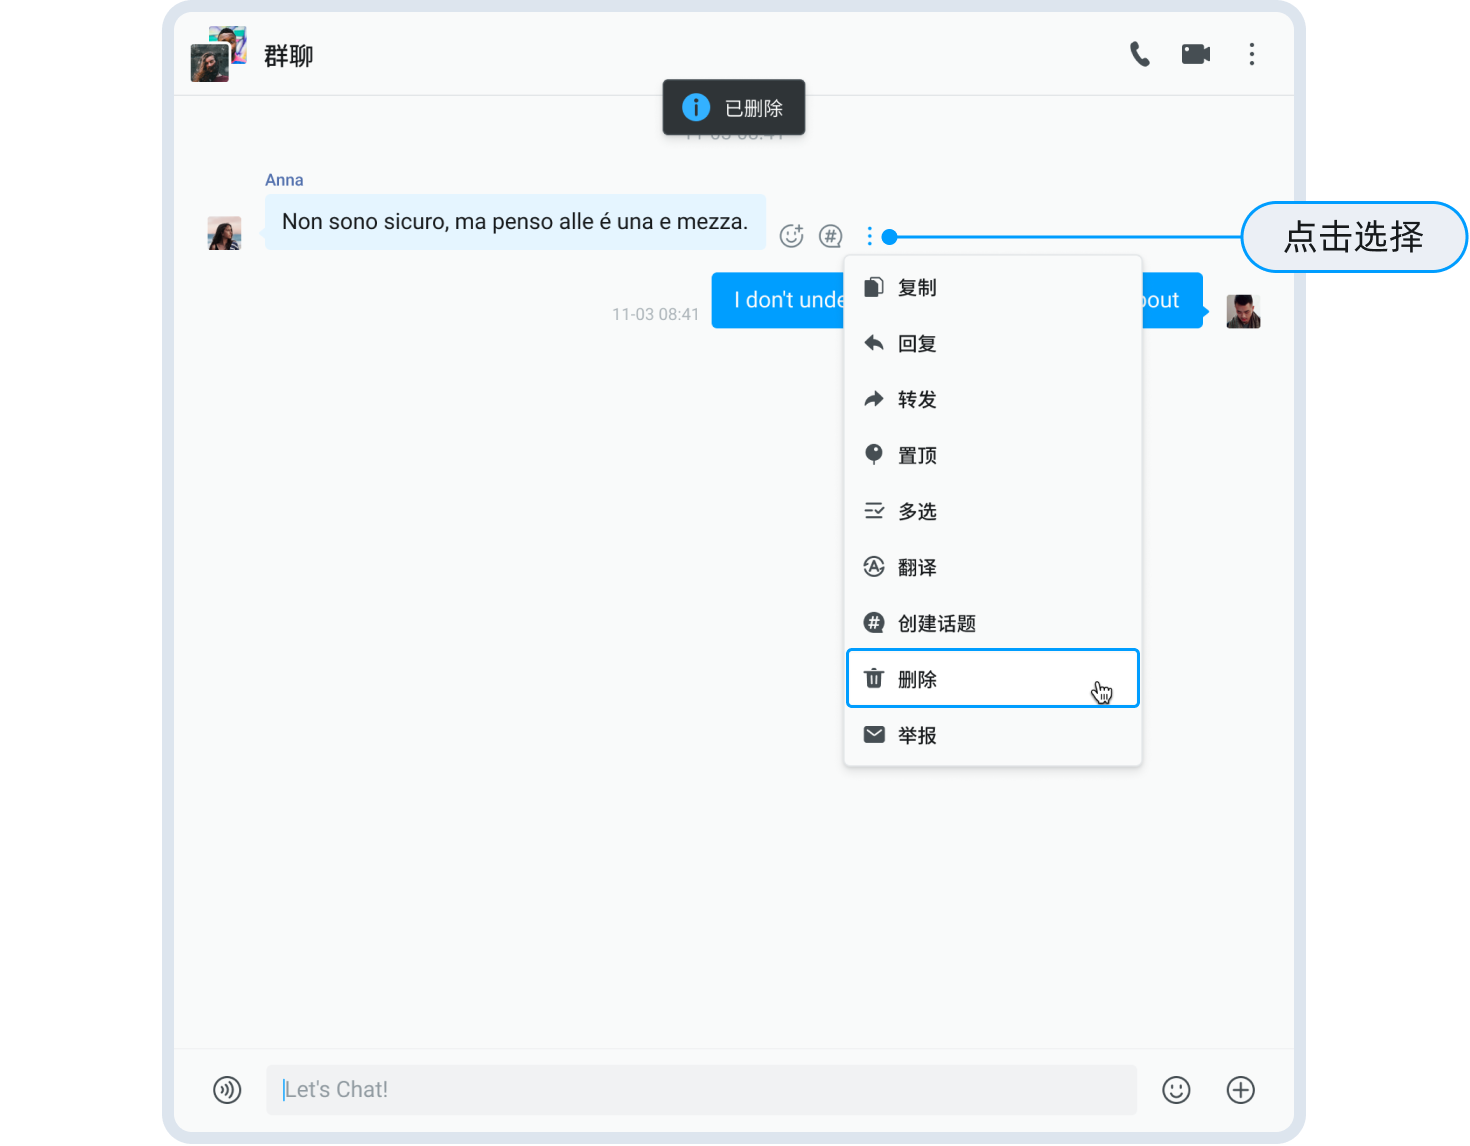 群聊
已删除
Anna
Non sono sicuro, ma penso alle é una e mezza.
点击选择
11-03 08:41
I don't unde
bout
复制
回复
转发
置顶
多选
翻译
创建话题
删除
举报
Let's Chat!